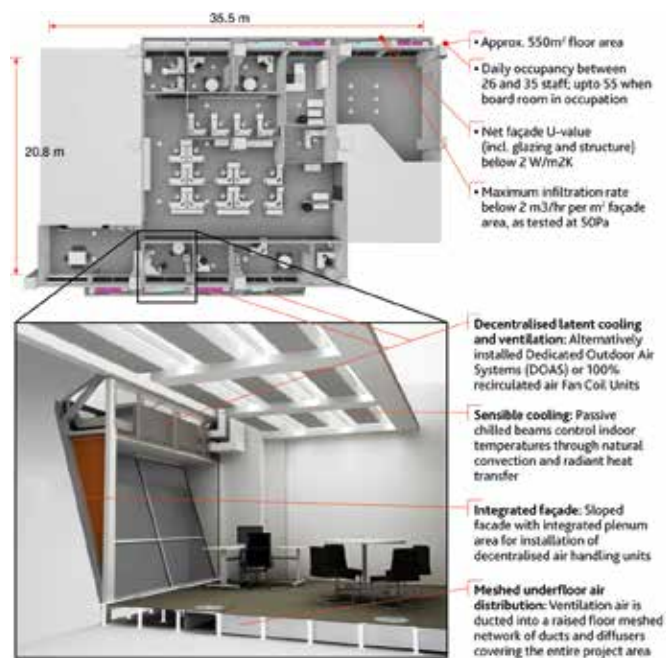 35.5 m
20.8 m
• Approx. 550m² floor area
• Daily occupancy between
26 and 35 staff; upto 55 when
board room in occupation
• Net façade U-value
(incl. glazing and structure)
below 2 W/m2K
• Maximum infiltration rate
below 2 m3/hr per m² façade
area, as tested at 50Pa
Decentralised latent cooling
and ventilation: Alternatively
installed Dedicated Outdoor Air
Systems (DOAS) or 100%
recirculated air Fan Coil Units
Sensible cooling: Passive
chilled beams control indoor
temperatures through natural
convection and radiant heat
transfer
Integrated façade: Sloped
facade with integrated plenum
area for installation of
decentralised air handling units
Meshed underfloor air
distribution: Ventilation air is
ducted into a raised floor meshed
network of ducts and diffusers
covering the entire project area